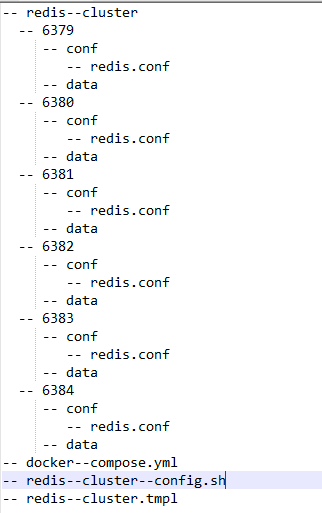 -- redis--cluster
-- 6379
-- conf
-- redis.conf
-- data
-- 6380
-- conf
-- redis.conf
-- data
-- 6381
-- conf
-- redis.conf
-- data
-- 6382
-- conf
-- redis.conf
-- data
-- 6383
-- conf
-- redis.conf
-- data
-- 6384
-- conf
-- redis.conf
-- data
-- docker--compose.yml
-- redis--cluster--config.sh
-- redis--cluster.tmpl